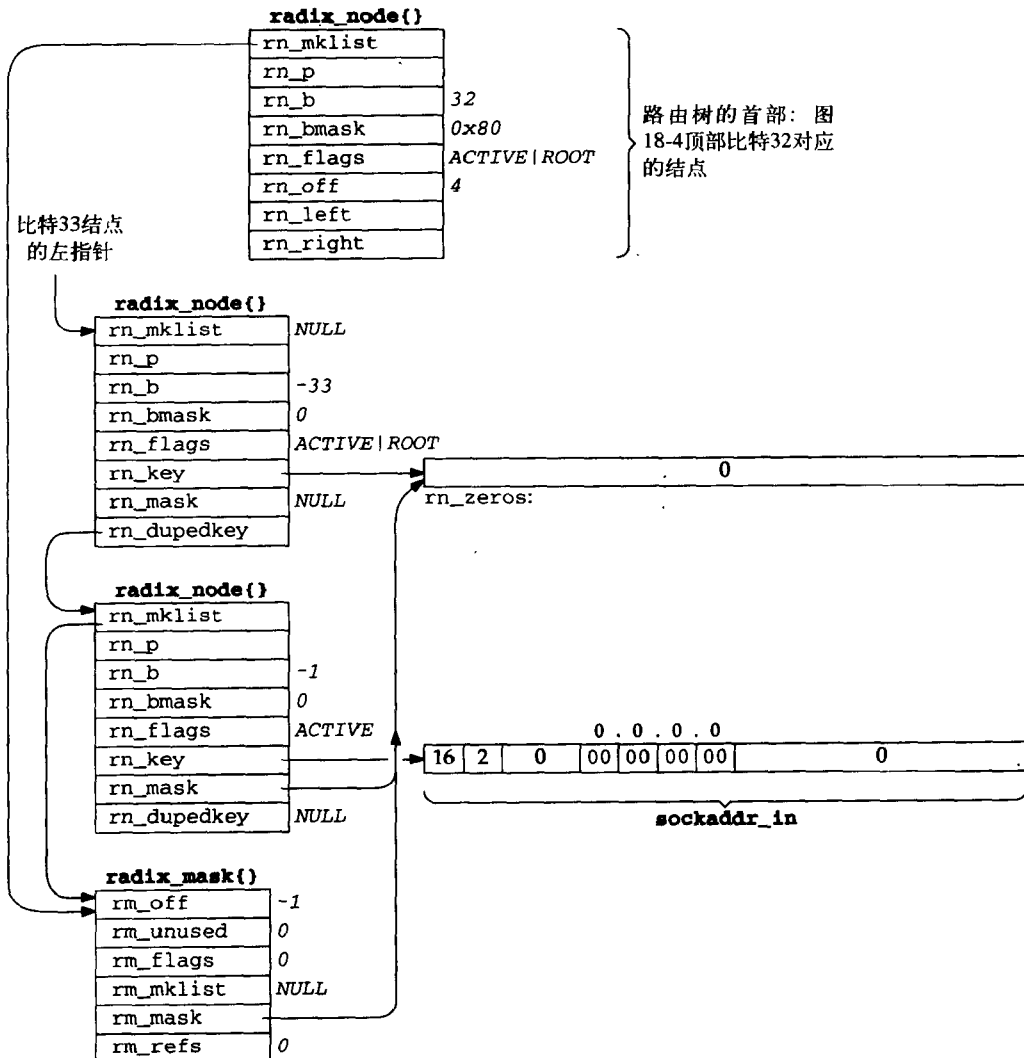 radix_node{}
rn_mklist
rn_p
rn_b 32
rn_bmask 0x80
rn_flags ACTIVE|ROOT
rn_off 4
rn_left
rn_right
路由树的首部：图
18-4顶部比特32对应
的结点
比特33结点
的左指针
radix_node{}
rn_mklist NULL
rn_p
rn_b -33
rn_bmask 0
rn_flags ACTIVE|ROOT
rn_key
rn_mask NULL
rn_dupedkey
0
rn_zeros:
radix_node{}
rn_mklist
rn_p
rn_b -1
rn_bmask 0
rn_flags ACTIVE
rn_key
rn_mask
rn_dupedkey NULL
0 . 0 . 0 . 0
16 2 0 00 00 00 00 0
sockaddr_in
radix_mask{}
rm_off -1
rm_unused 0
rm_flags 0
rm_mklist NULL
rm_mask
rm_refs 0